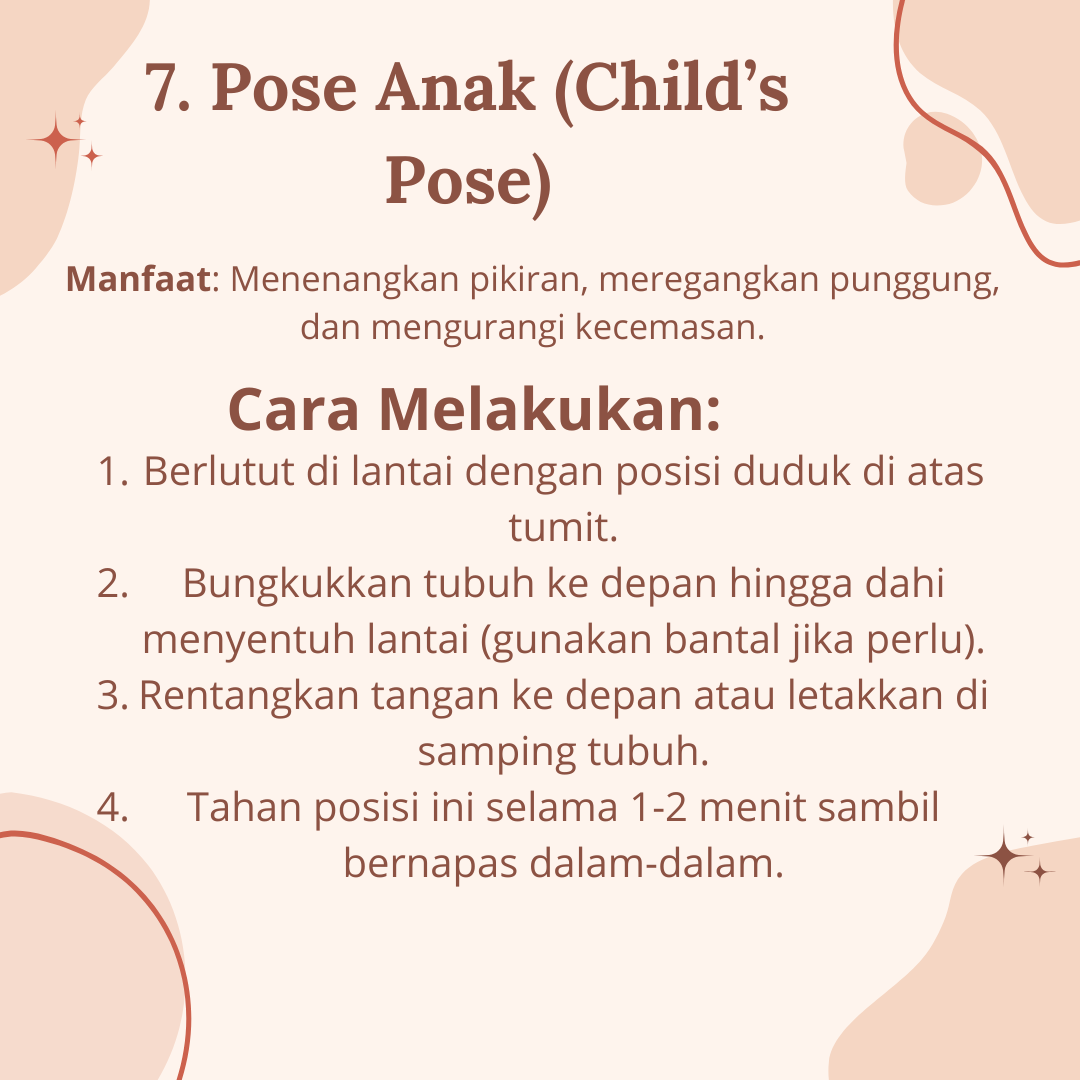 7. Pose Anak (Child’s
Pose)
Manfaat: Menenangkan pikiran, meregangkan punggung,
dan mengurangi kecemasan.
Cara Melakukan:
1. Berlutut di lantai dengan posisi duduk di atas
tumit.
2. Bungkukkan tubuh ke depan hingga dahi
menyentuh lantai (gunakan bantal jika perlu).
3. Rentangkan tangan ke depan atau letakkan di
samping tubuh.
4. Tahan posisi ini selama 1-2 menit sambil
bernapas dalam-dalam.